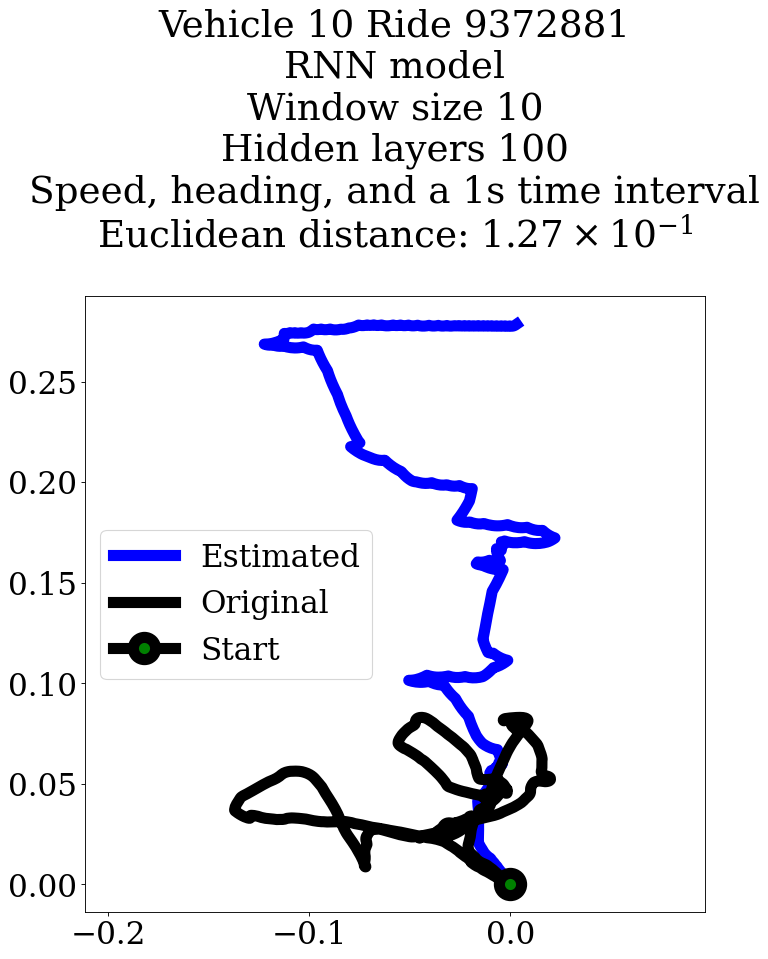 Vehicle 10 Ride 9372881
RNN model
Window size 10
Hidden layers 100
Speed, heading, and a 1s time interval
Euclidean distance: 1.27 × 10⁻¹
0.25
0.20
0.15
0.10
0.05
0.00
Estimated
Original
Start
−0.2
−0.1
0.0